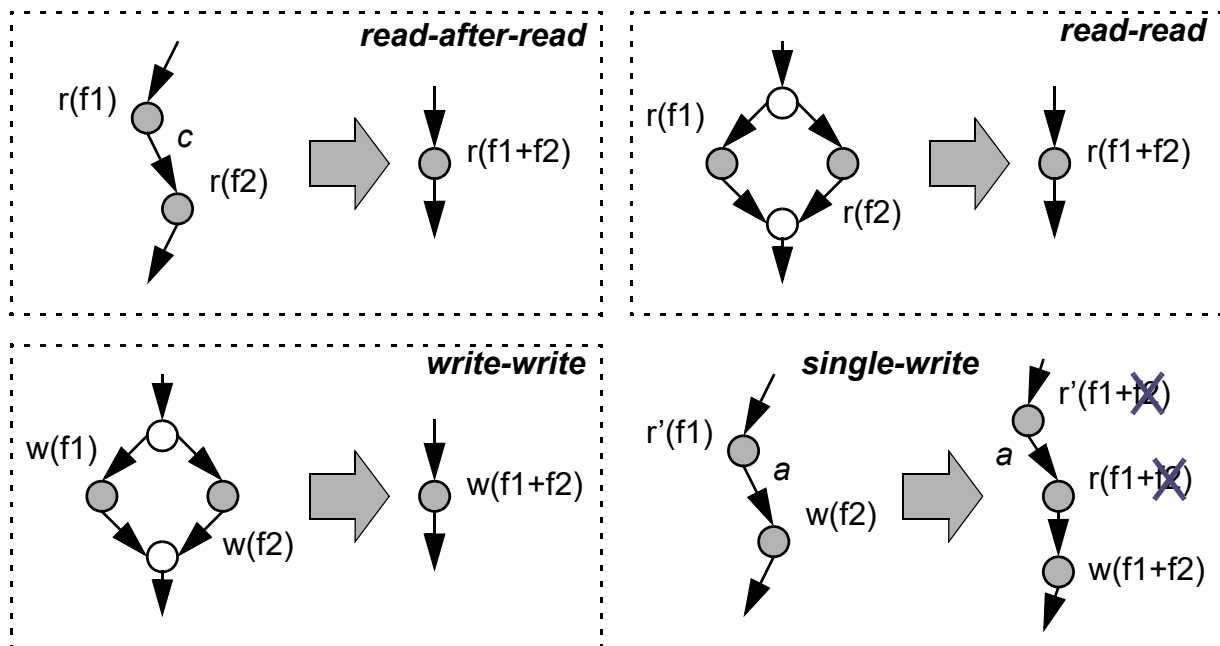 read-after-read
r(f1)
c
r(f2)
r(f1+f2)
read-read
r(f1)
r(f2)
r(f1+f2)
write-write
w(f1)
w(f2)
w(f1+f2)
single-write
r’(f1)
a
w(f2)
r’(f1+f2)
a
r(f1+f2)
w(f1+f2)